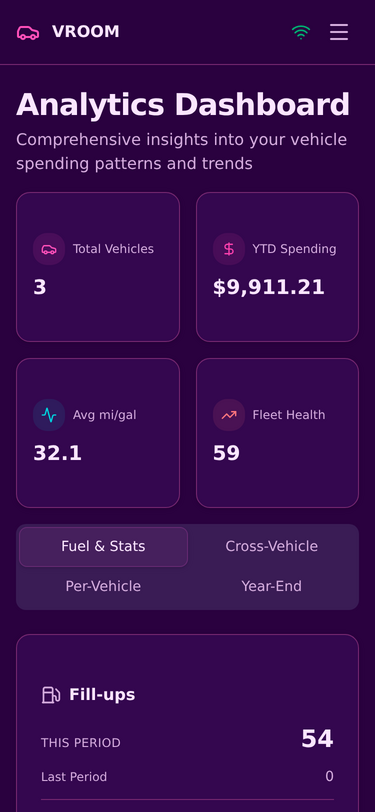 VROOM
Analytics Dashboard
Comprehensive insights into your vehicle
spending patterns and trends
Total Vehicles
3
YTD Spending
$9,911.21
Avg mi/gal
32.1
Fleet Health
59
Fuel & Stats
Cross-Vehicle
Per-Vehicle
Year-End
Fill-ups
THIS PERIOD 54
Last Period 0